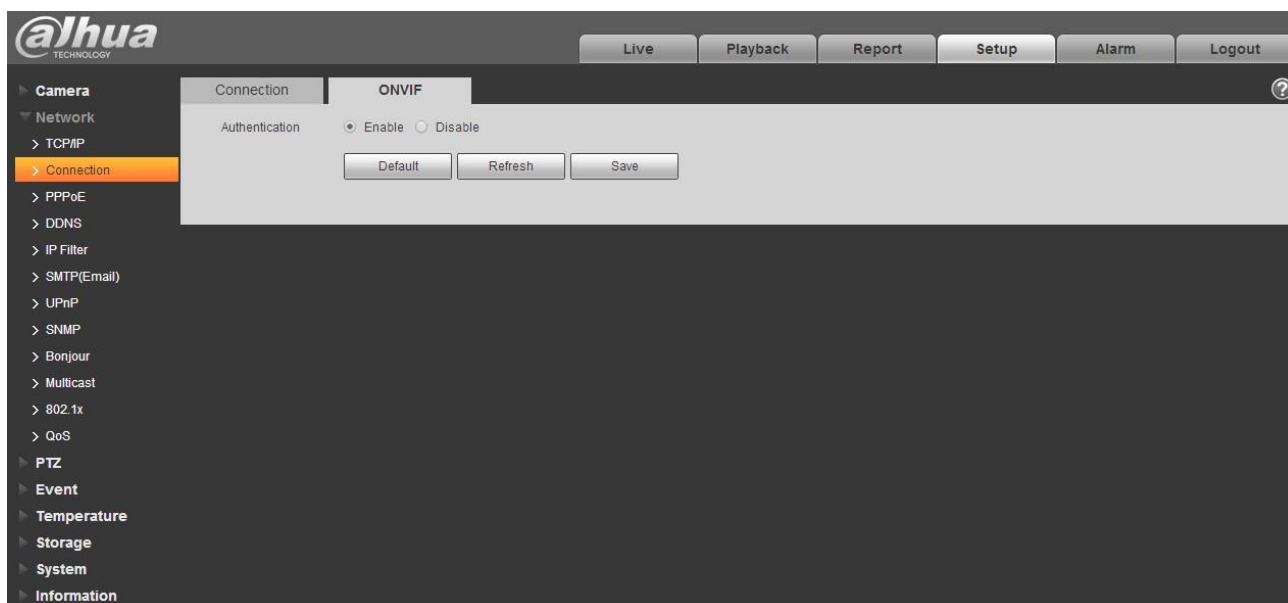 alhua
TECHNOLOGY
Live Playback Report Setup Alarm Logout
Camera
Network
> TCP/IP
> Connection
> PPPoE
> DDNS
> IP Filter
> SMTP(Email)
> UPnP
> SNMP
> Bonjour
> Multicast
> 802.1x
> QoS
PTZ
Event
Temperature
Storage
System
Information
Connection ONVIF
?
Authentication Enable Disable
Default Refresh Save